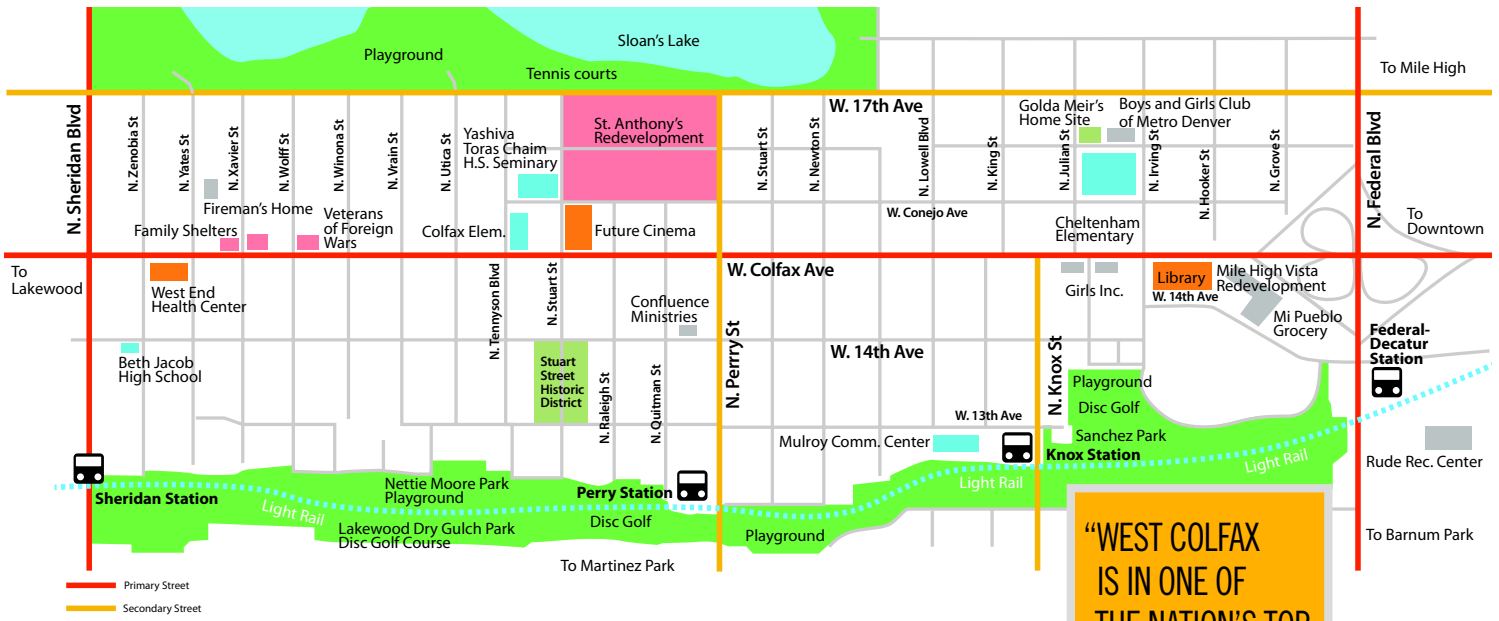 Sloan's Lake
Playground
Tennis courts
To Mile High
W. 17th Ave
N. Sheridan Blvd
N. Zenobia St
N. Yates St
N. Xavier St
N. Wolff St
N. Winona St
N. Vrain St
N. Utica St
Yashiva
Toras Chaim
H.S. Seminary
St. Anthony's
Redevelopment
N. Stuart St
N. Newton St
N. Lowell Blvd
N. King St
Golda Meir's
Home Site
N. Julian St
Boys and Girls Club
of Metro Denver
N. Irving St
N. Hooker St
N. Grove St
N. Federal Blvd
Fireman's Home
Family Shelters
Veterans
of Foreign
Wars
Colfax Elem.
Future Cinema
W. Conejo Ave
Cheltenham
Elementary
To
Downtown
To
Lakewood
W. Colfax Ave
West End
Health Center
N. Tennyson Blvd
N. Stuart St
Confluence
Ministries
Girls Inc.
Library
W. 14th Ave
Mile High Vista
Redevelopment
Mi Pueblo
Grocery
Federal-
Decatur
Station
Beth Jacob
High School
Stuart
Street
Historic
District
N. Raleigh St
N. Quitman St
N. Perrry St
W. 14th Ave
N. Knox St
Playground
Disc Golf
W. 13th Ave
Sanchez Park
Mulroy Comm. Center
Knox Station
Light Rail
Rude Rec. Center
Sheridan Station
Light Rail
Nettie Moore Park
Playground
Perry Station
Light Rail
Lakewood Dry Gulch Park
Disc Golf Course
Disc Golf
Playground
To Martinez Park
To Barnum Park
Primary Street
Secondary Street
“WEST COLFAX
IS IN ONE OF
THE NATION'S TOP